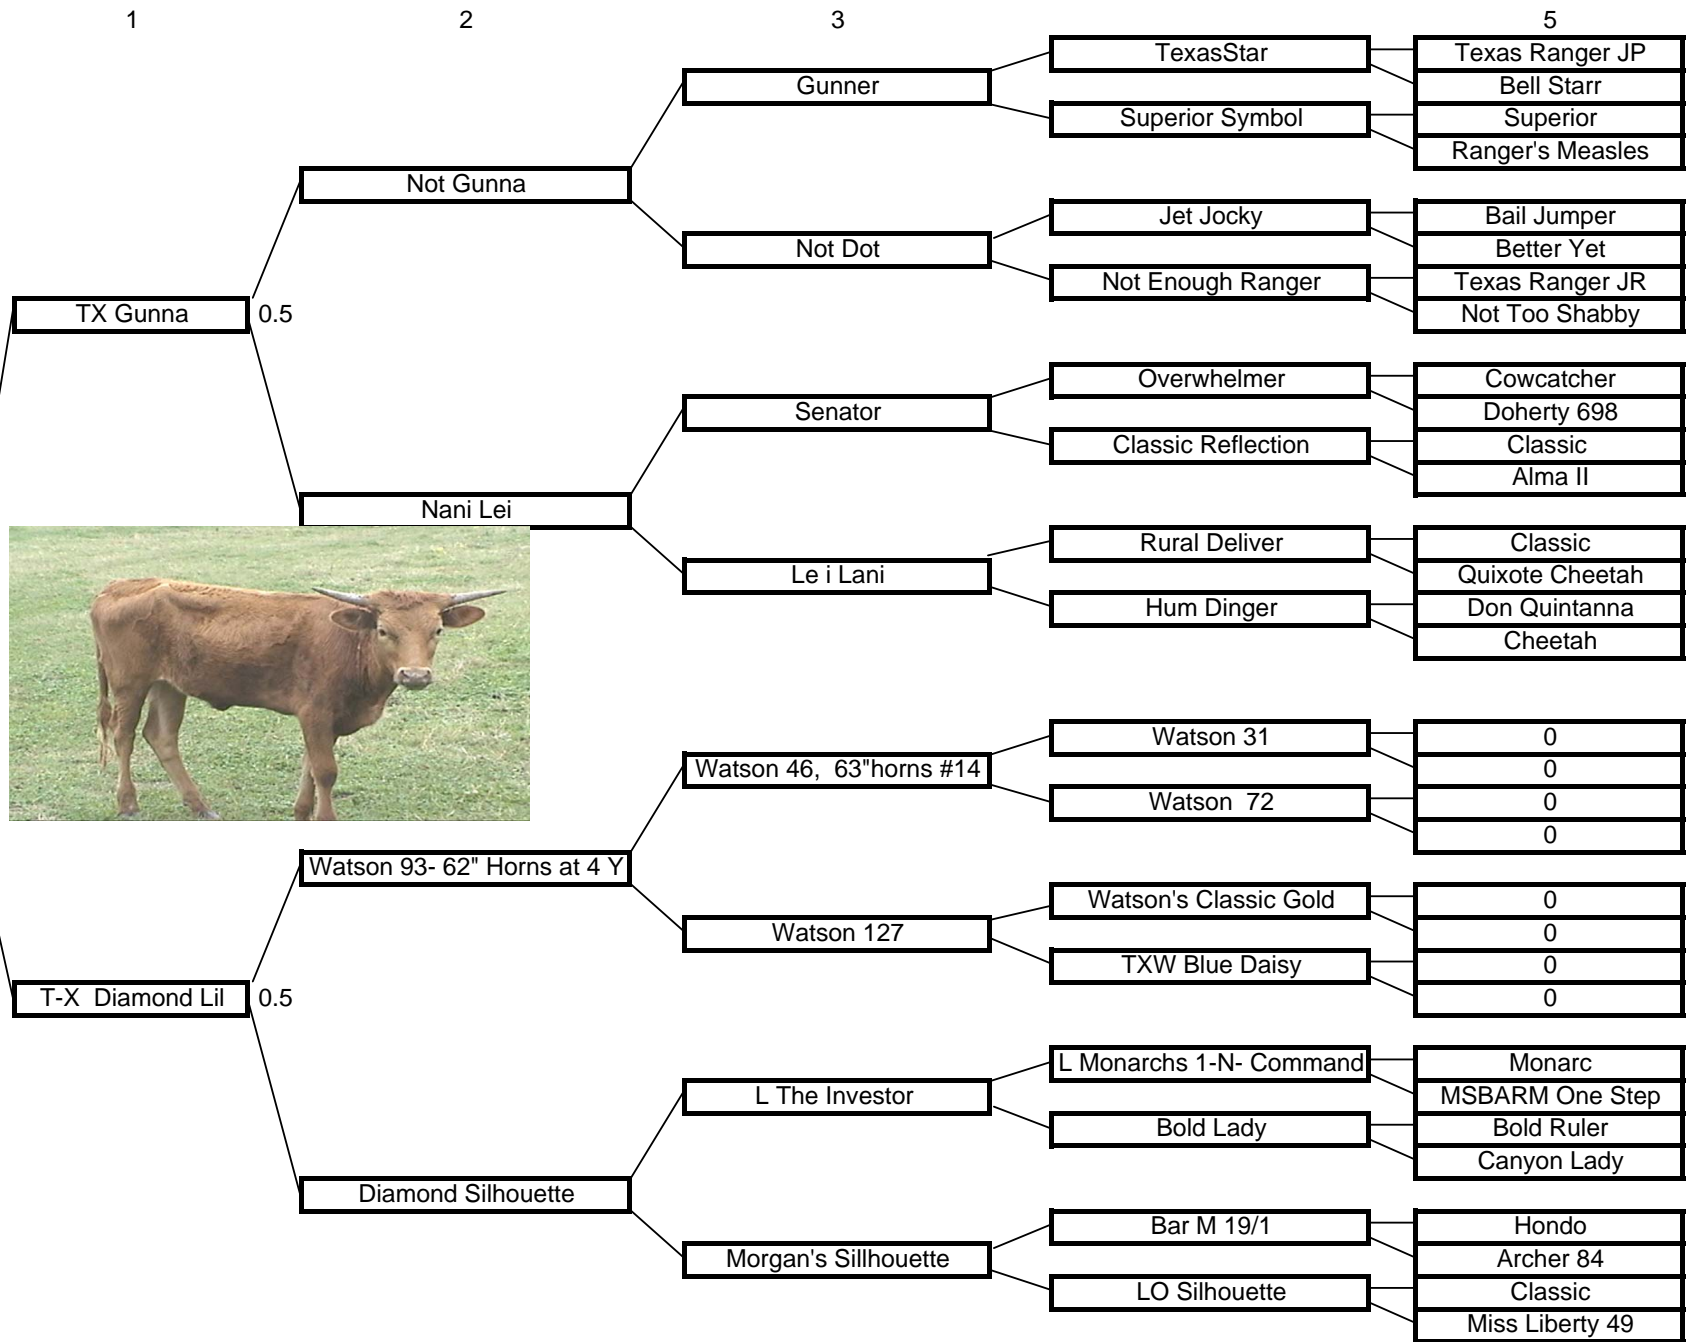 1 2 3 5
TexasStar
Texas Ranger JP
Gunner
Bell Starr
Superior Symbol
Superior
Ranger's Measles
Not Gunna
Jet Jocky
Bail Jumper
Not Dot
Better Yet
Not Enough Ranger
Texas Ranger JR
TX Gunna 0.5
Not Too Shabby
Overwhelmer
Cowcatcher
Senator
Doherty 698
Classic Reflection
Classic
Alma II
Nani Lei
Rural Deliver
Classic
Le i Lani
Quixote Cheetah
Hum Dinger
Don Quintanna
Cheetah
Watson 31
0
Watson 46, 63"horns #14
0
Watson 72
0
0
Watson 93- 62" Horns at 4 Y
Watson's Classic Gold
0
Watson 127
0
TXW Blue Daisy
0
T-X Diamond Lil 0.5
0
L Monarchs 1-N- Command
Monarc
L The Investor
MSBARM One Step
Bold Lady
Bold Ruler
Canyon Lady
Diamond Silhouette
Bar M 19/1
Hondo
Morgan's Sillhouette
Archer 84
LO Silhouette
Classic
Miss Liberty 49